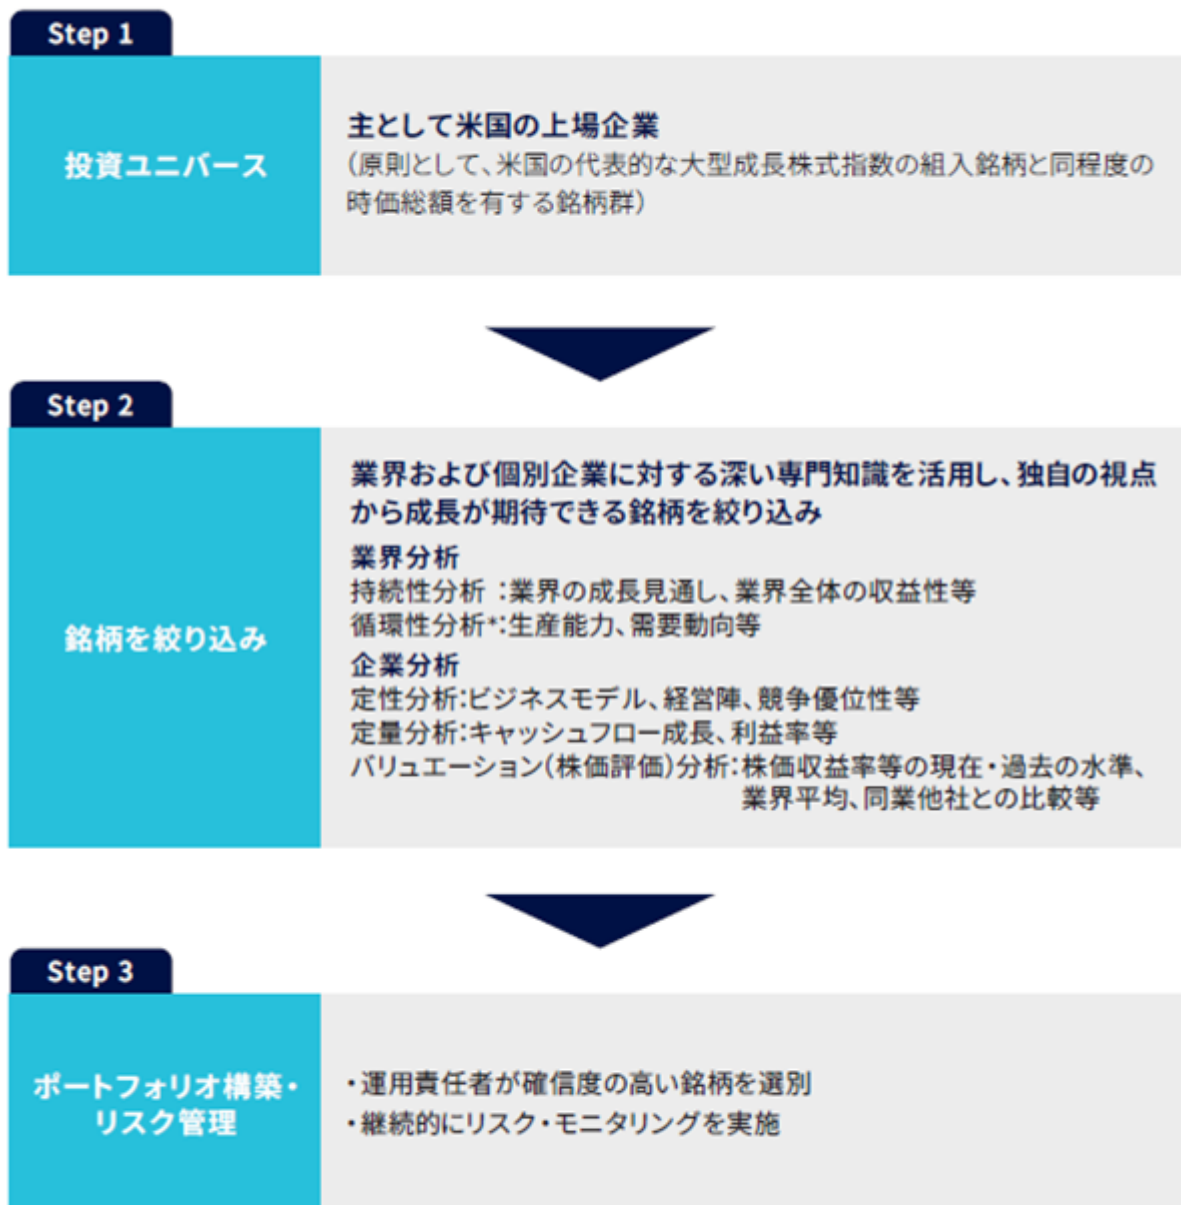 Step 1
投資ユニバース
主として米国の上場企業
（原則として、米国の代表的な大型成長株式指数の組入銘柄と同程度の
時価総額を有する銘柄群）
Step 2
銘柄を絞り込み
業界および個別企業に対する深い専門知識を活用し、独自の視点
から成長が期待できる銘柄を絞り込み
業界分析
持続性分析 ：業界の成長見通し、業界全体の収益性等
循環性分析*：生産能力、需要動向等
企業分析
定性分析：ビジネスモデル、経営陣、競争優位性等
定量分析：キャッシュフロー成長、利益率等
バリュエーション（株価評価）分析：株価収益率等の現在・過去の水準、
業界平均、同業他社との比較等
Step 3
ポートフォリオ構築・
リスク管理
・運用責任者が確信度の高い銘柄を選別
・継続的にリスク・モニタリングを実施